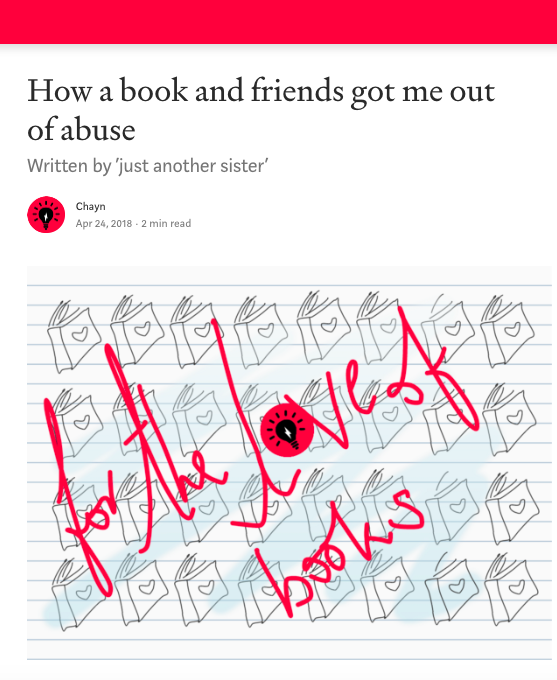 How a book and friends got me out
of abuse
Written by 'just another sister'
Chayn
Apr 24, 2018 · 2 min read
for the love of
books